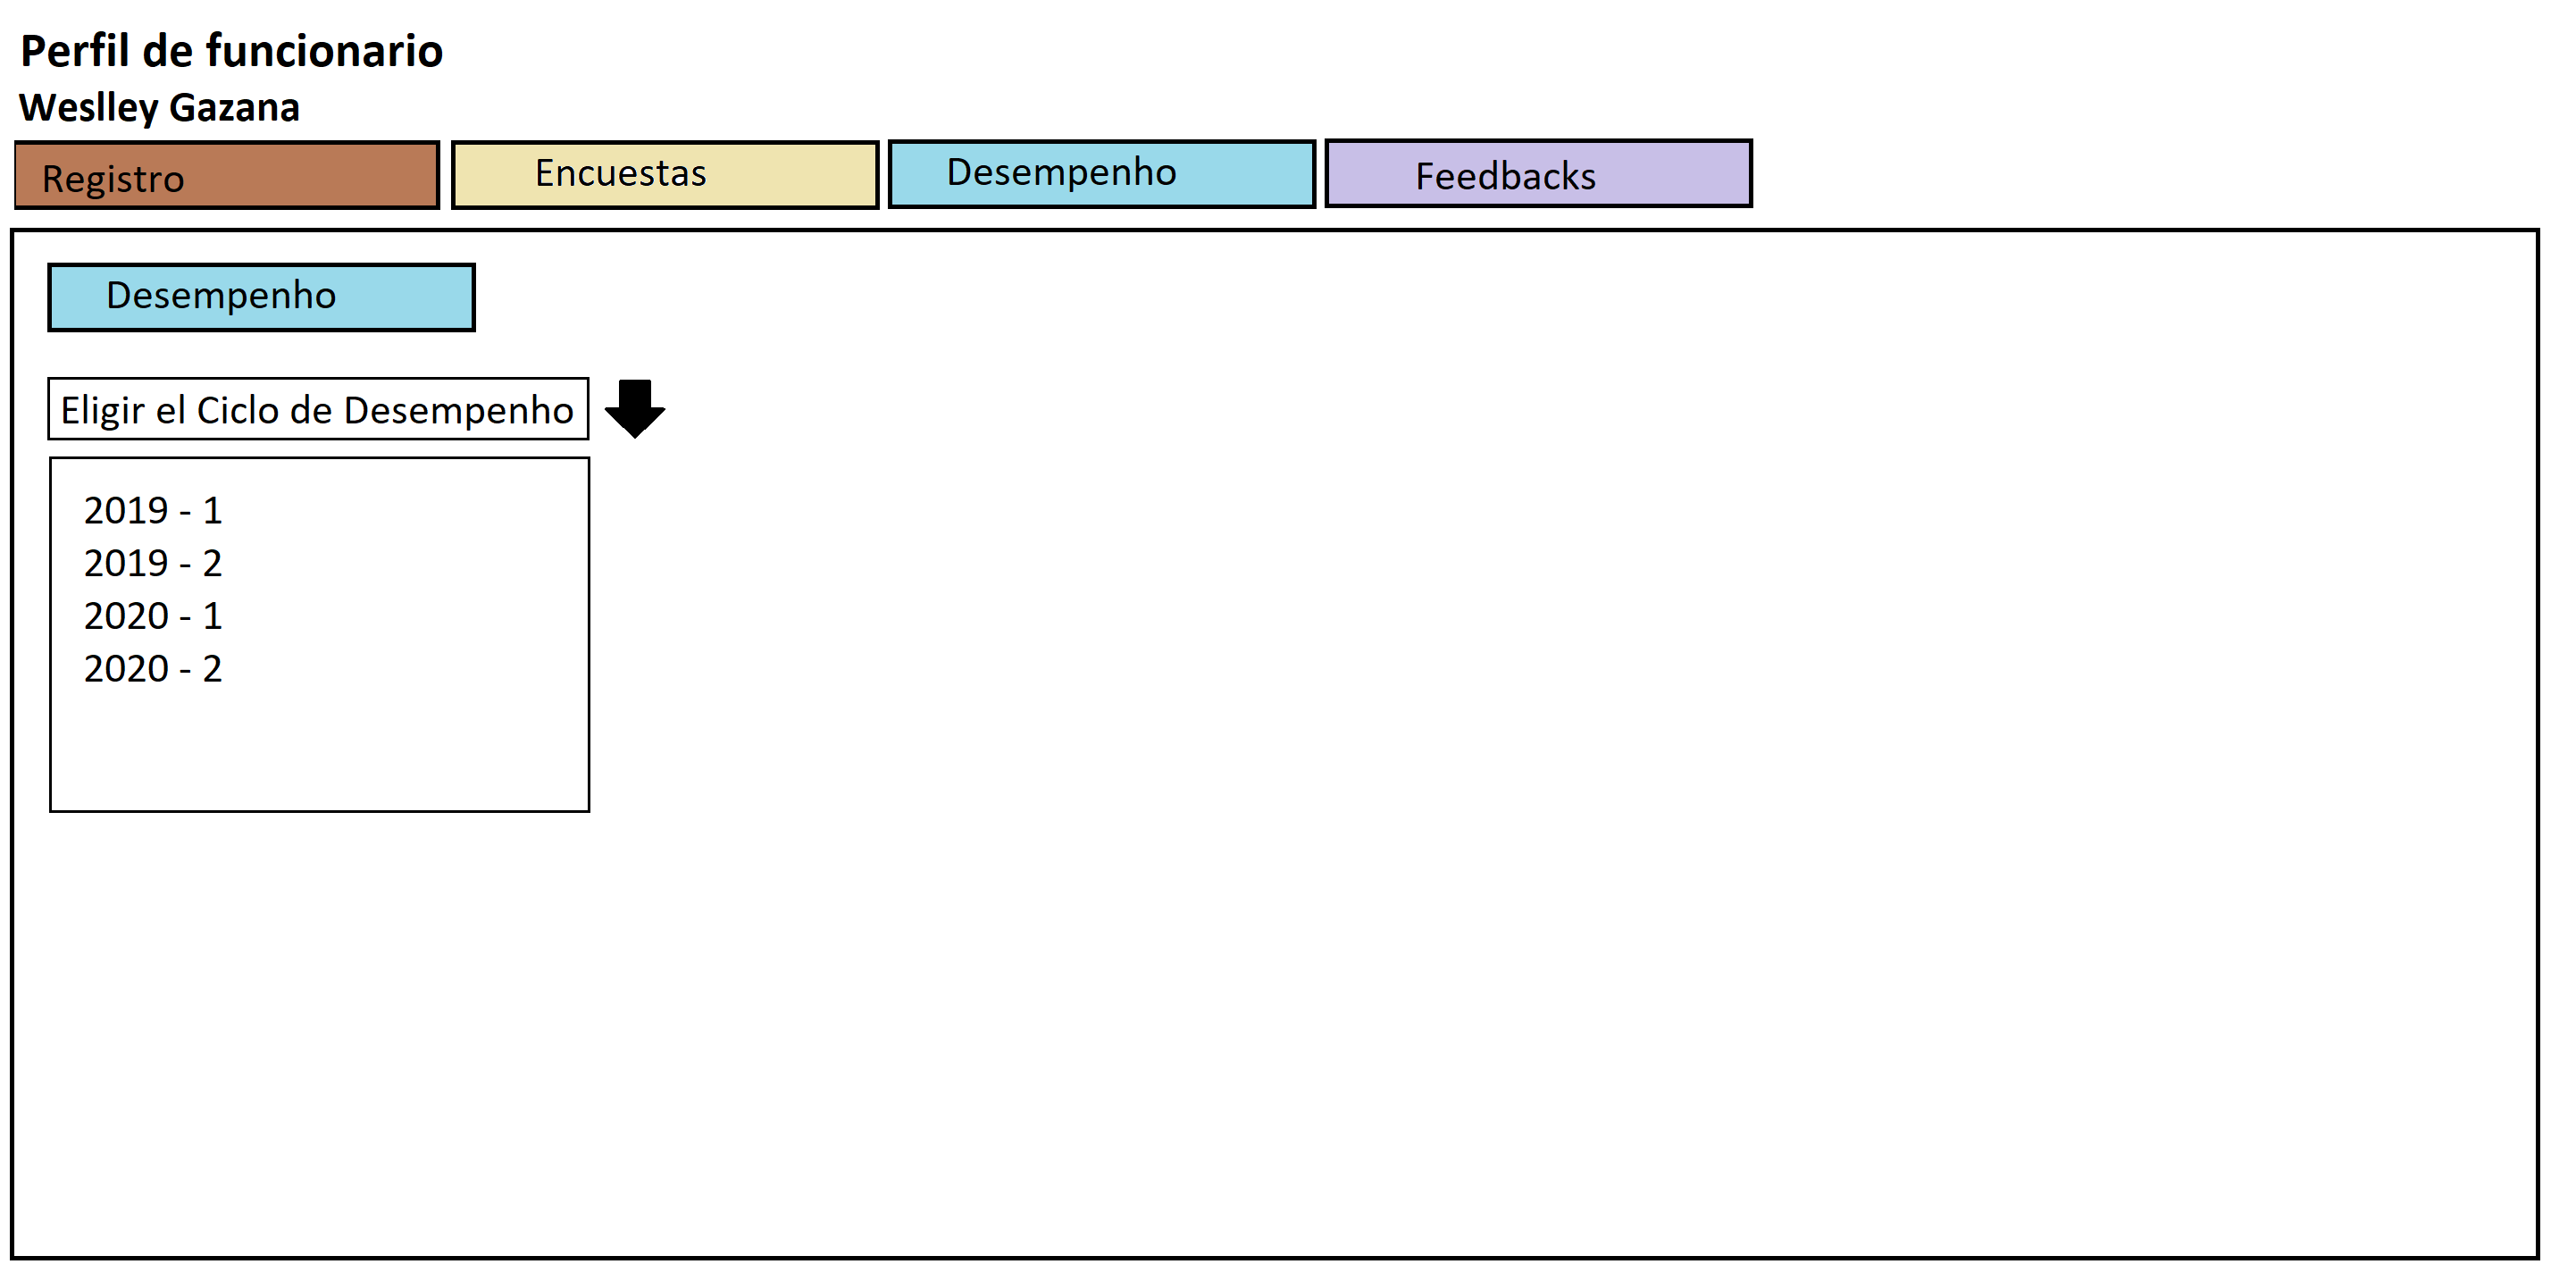 Perfil de funcionario
Weslley Gazana
Registro
Encuestas
Desempenho
Feedbacks
Desempenho
Eligir el Ciclo de Desempenho
2019 - 1
2019 - 2
2020 - 1
2020 - 2